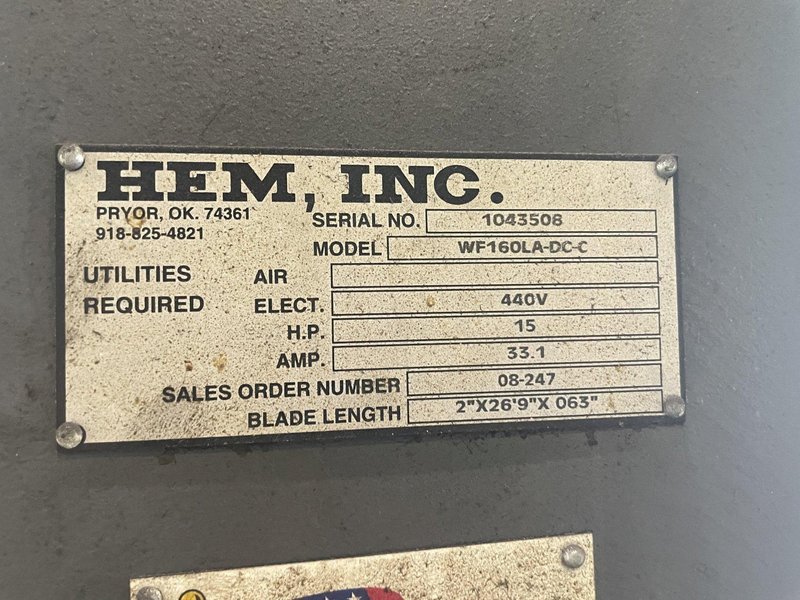 HEM, INC.
PRYOR, OK. 74361
918-825-4821
SERIAL NO. 1043508
MODEL WF160LA-DC-C
UTILITIES REQUIRED
AIR
ELECT. 440V
H.P. 15
AMP. 33.1
SALES ORDER NUMBER 08-247
BLADE LENGTH 2"X26'9"X 063"